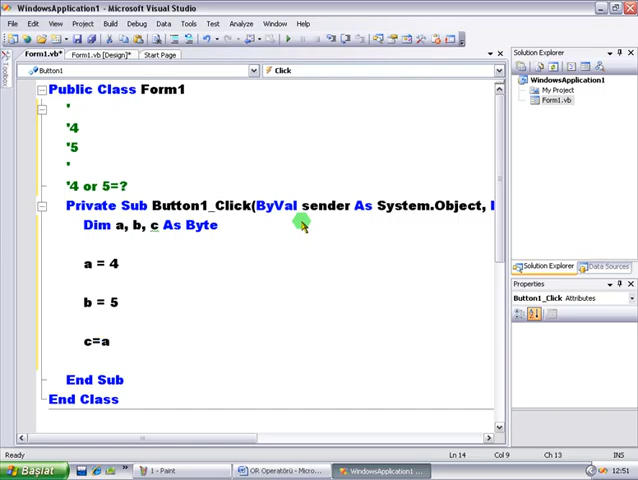 WindowsApplication1 - Microsoft Visual Studio
File Edit View Project Build Debug Data Tools Test Analyze Window Help
Form1.vb* Form1.vb [Design]* Start Page
Button1 Click
Toolbox
Public Class Form1
'
'4
'5
'
'4 or 5=?
Private Sub Button1_Click(ByVal sender As System.Object,
Dim a, b, c As Byte
a = 4
b = 5
c=a
End Sub
End Class
Solution Explorer
WindowsApplication1
My Project
Form1.vb
Solution Explorer Data Sources
Properties
Button1_Click Attributes
Ready Ln 14 Col 9 Ch 13 INS
Başlat 1 - Paint OR Operatörü - Micros... WindowsApplication1 ... 12:51